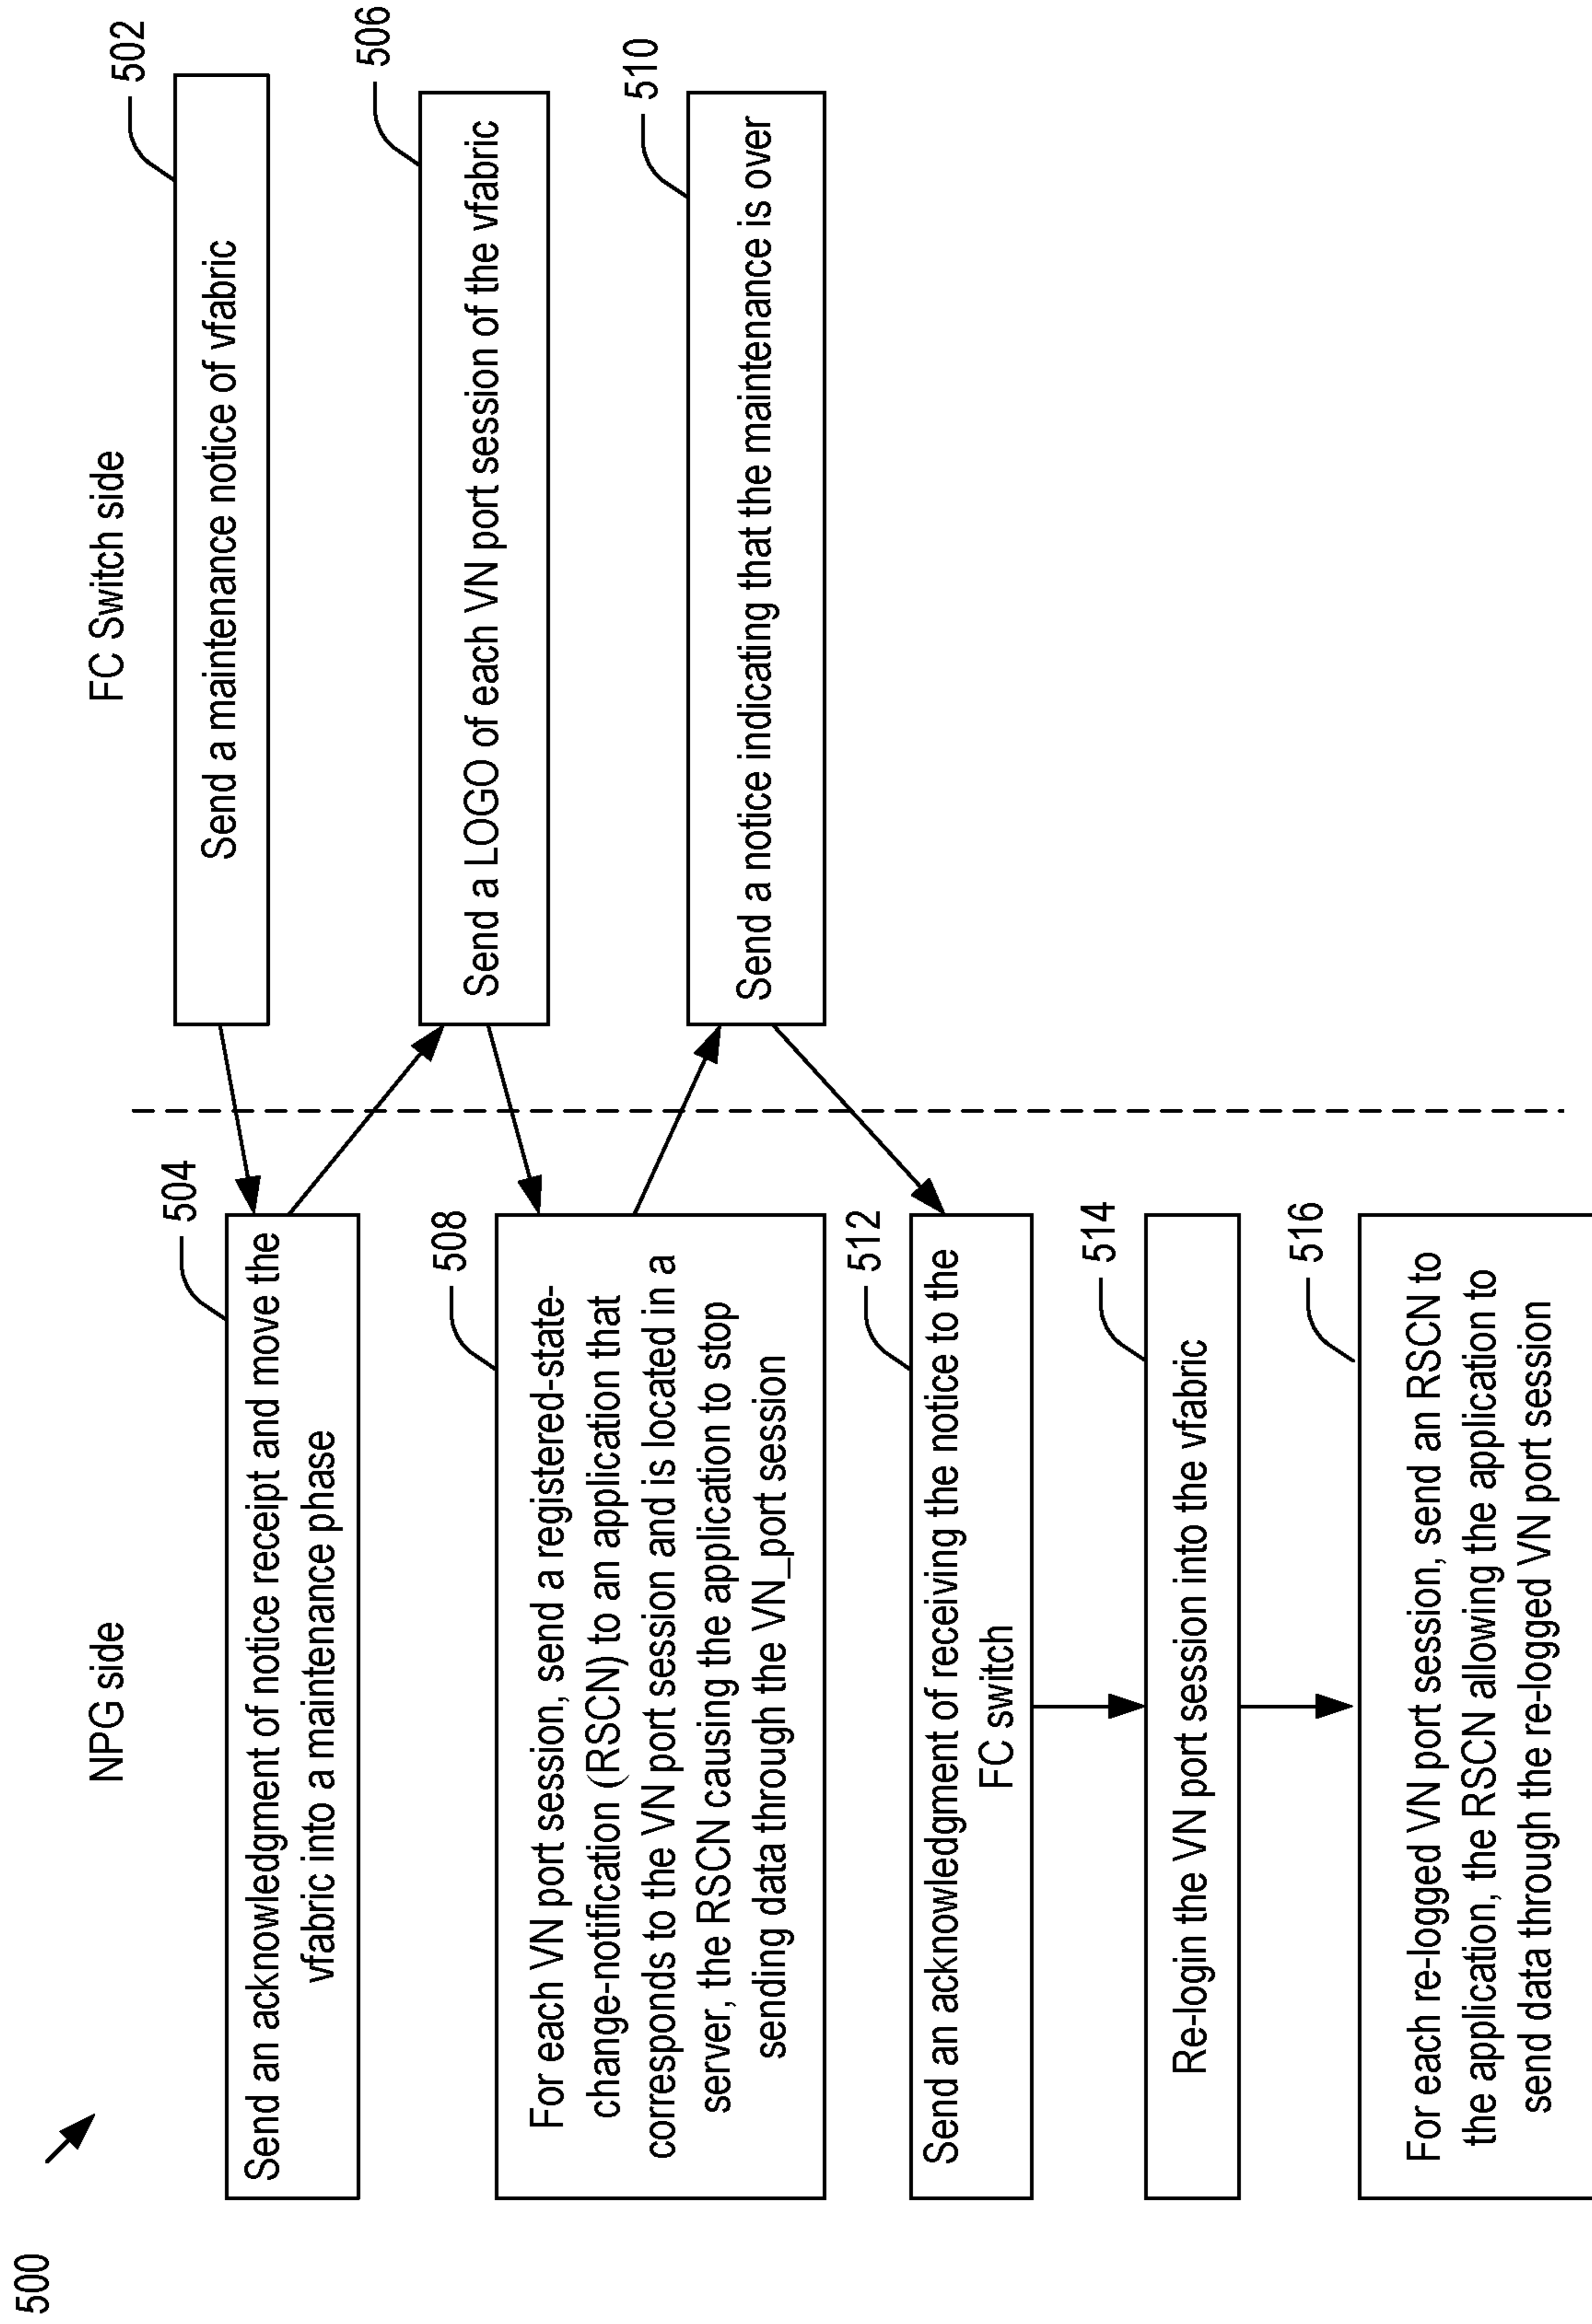 500
NPG side
FC Switch side
502
Send a maintenance notice of vfabric
504
Send an acknowledgment of notice receipt and move the
vfabric into a maintenance phase
506
Send a LOGO of each VN port session of the vfabric
508
For each VN port session, send a registered-state-
change-notification (RSCN) to an application that
corresponds to the VN port session and is located in a
server, the RSCN causing the application to stop
sending data through the VN_port session
510
Send a notice indicating that the maintenance is over
512
Send an acknowledgment of receiving the notice to the
FC switch
514
Re-login the VN port session into the vfabric
516
For each re-logged VN port session, send an RSCN to
the application, the RSCN allowing the application to
send data through the re-logged VN port session